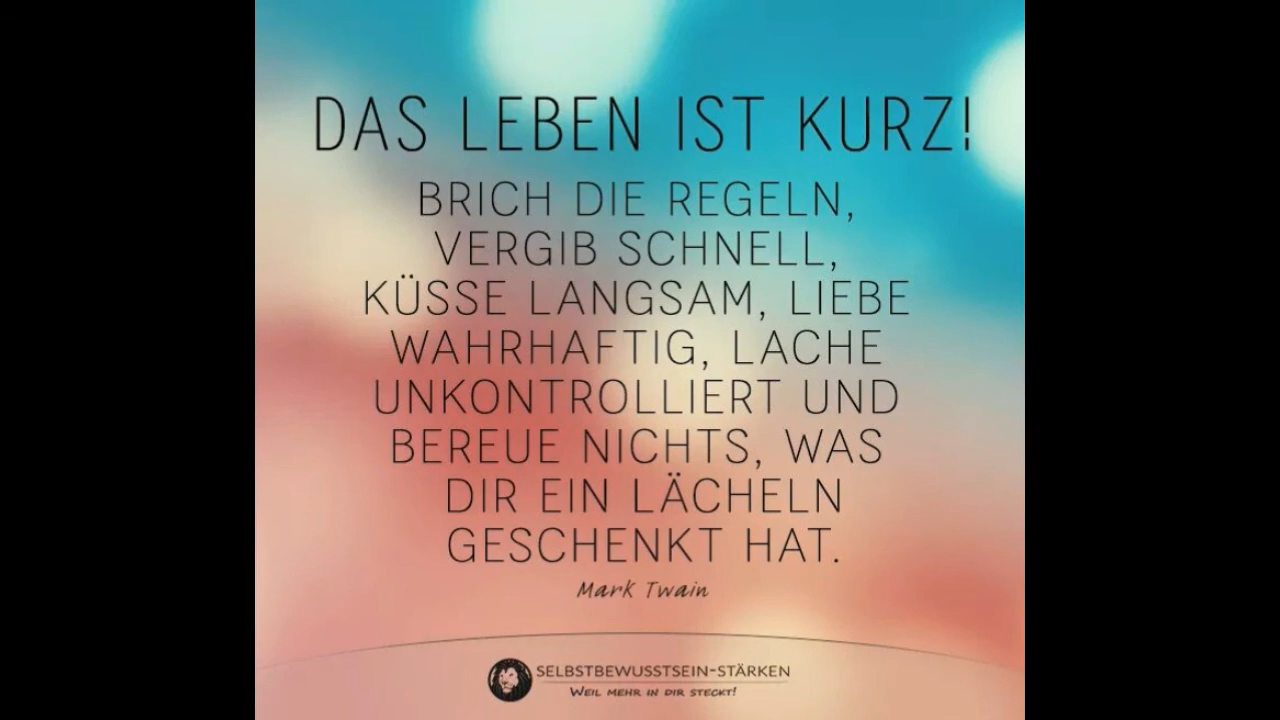 DAS LEBEN IST KURZ!
BRICH DIE REGELN,
VERGIB SCHNELL,
KÜSSE LANGSAM, LIEBE
WAHRHAFTIG, LACHE
UNKONTROLLIERT UND
BEREUE NICHTS, WAS
DIR EIN LÄCHELN
GESCHENKT HAT.
Mark Twain
SELBSTBEWUSSTSEIN-STÄRKEN
WEIL MEHR IN DIR STECKT!